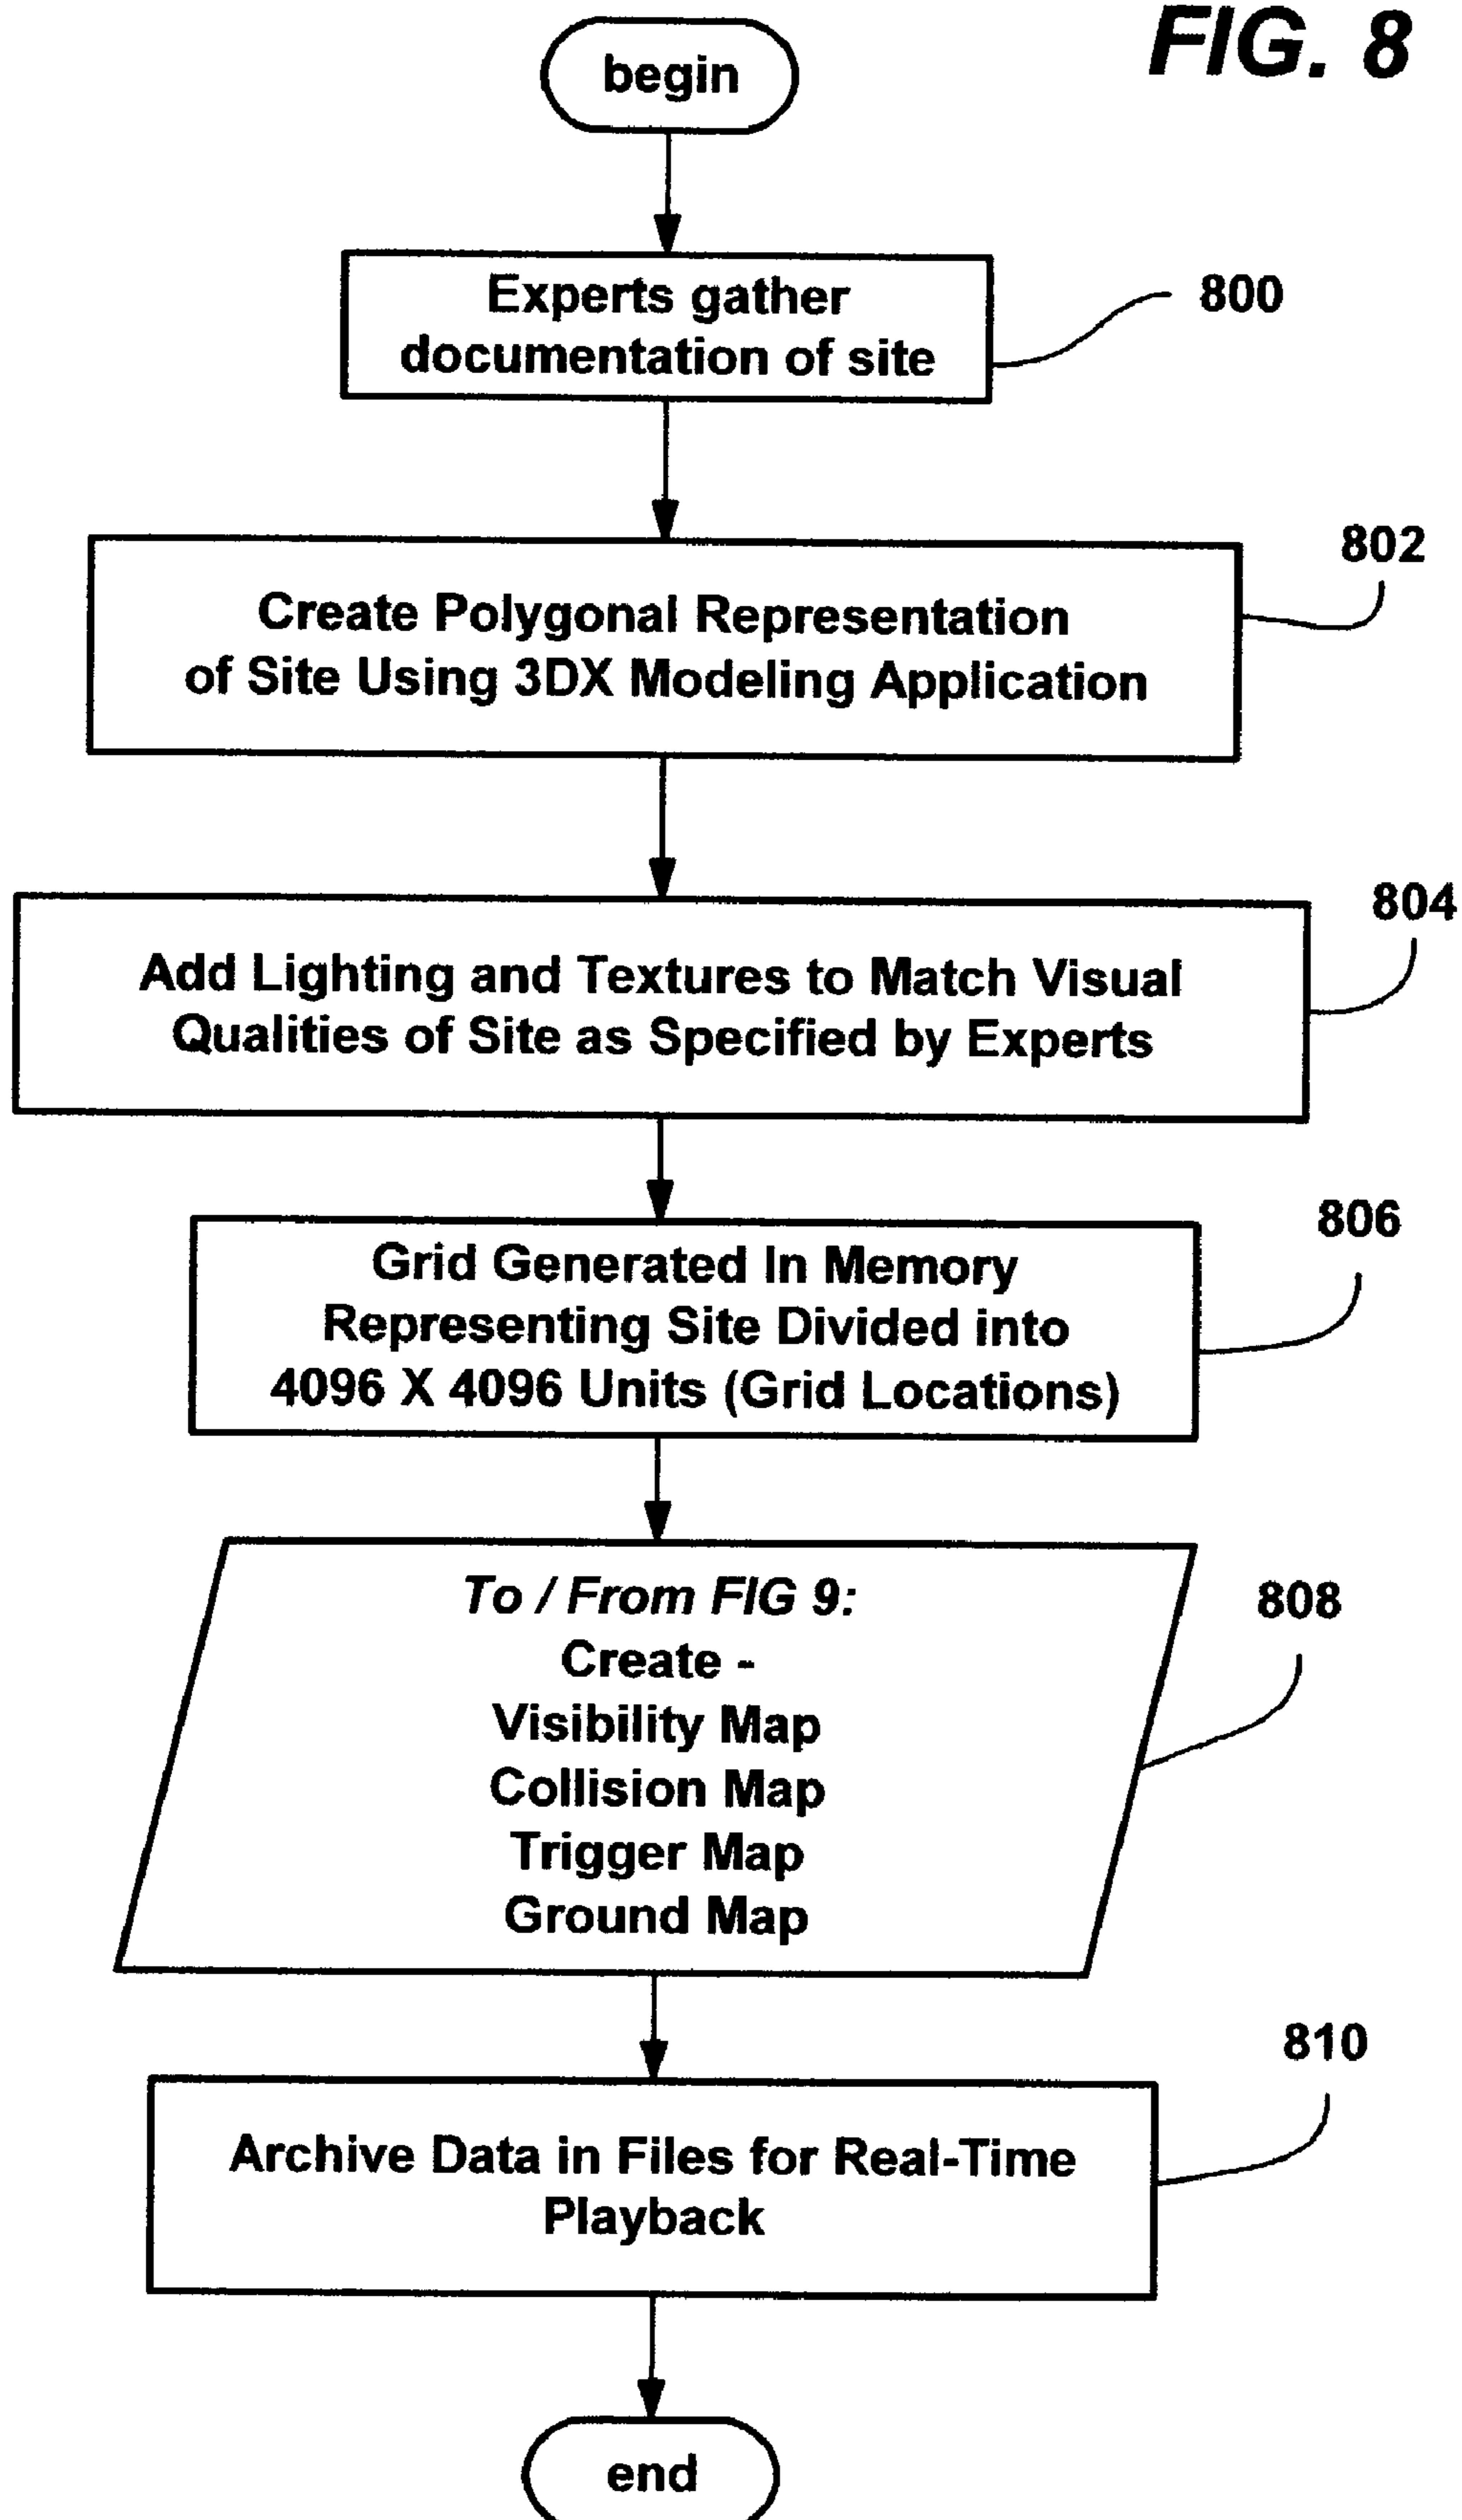 FIG. 8
begin
Experts gather
documentation of site
800
802
Create Polygonal Representation
of Site Using 3DX Modeling Application
804
Add Lighting and Textures to Match Visual
Qualities of Site as Specified by Experts
806
Grid Generated In Memory
Representing Site Divided into
4096 X 4096 Units (Grid Locations)
To / From FIG 9:
808
Create -
Visibility Map
Collision Map
Trigger Map
Ground Map
810
Archive Data in Files for Real-Time
Playback
end